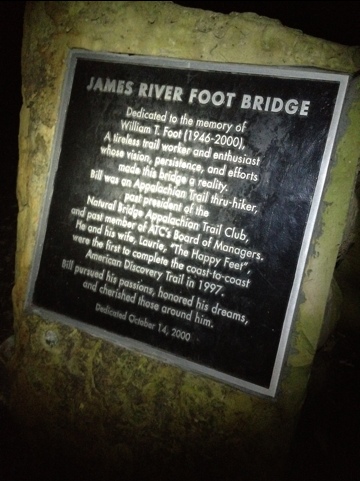 JAMES RIVER FOOT BRIDGE
Dedicated to the memory of
William T. Foot (1946-2000),
A tireless trail worker and enthusiast
whose vision, persistence, and efforts
made this bridge a reality.
Bill was an Appalachian Trail thru-hiker,
past president of the
Natural Bridge Appalachian Trail Club,
and past member of ATC's Board of Managers.
He and his wife, Laurie, "The Happy Feet",
were the first to complete the coast-to-coast
American Discovery Trail in 1997.
Bill pursued his passions, honored his dreams,
and cherished those around him.
Dedicated October 14, 2000